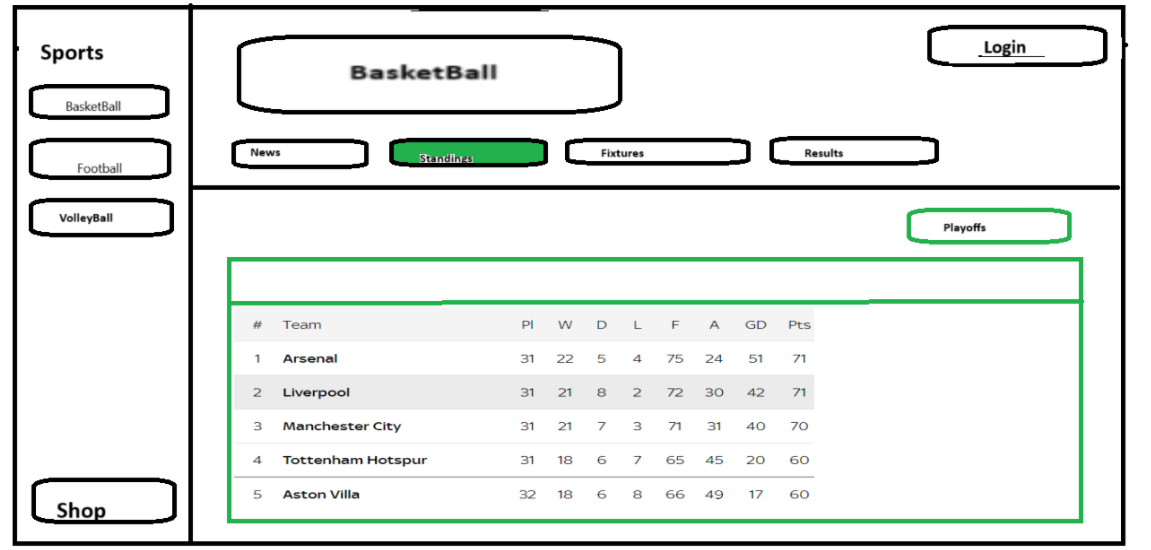 Sports
BasketBall
Football
VolleyBall
Shop
BasketBall
Login
News Standings Fixtures Results
Playoffs
# Team Pl W D L F A GD Pts
1 Arsenal 31 22 5 4 75 24 51 71
2 Liverpool 31 21 8 2 72 30 42 71
3 Manchester City 31 21 7 3 71 31 40 70
4 Tottenham Hotspur 31 18 6 7 65 45 20 60
5 Aston Villa 32 18 6 8 66 49 17 60